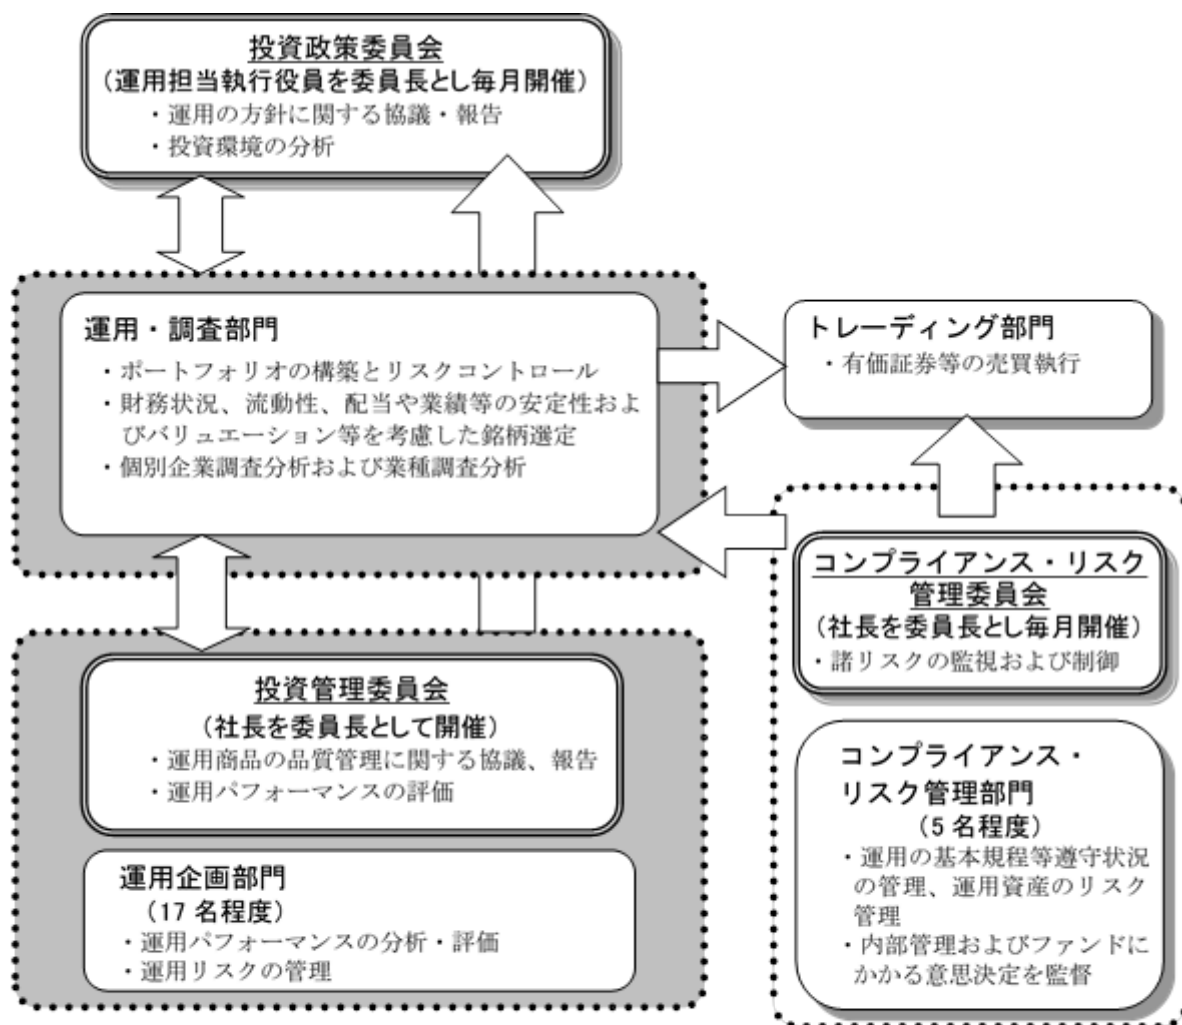 投資政策委員会
(運用担当執行役員を委員長とし毎月開催)
・運用の方針に関する協議・報告
・投資環境の分析
運用・調査部門
・ポートフォリオの構築とリスクコントロール
・財務状況、流動性、配当や業績等の安定性およ
びバリュエーション等を考慮した銘柄選定
・個別企業調査分析および業種調査分析
トレーディング部門
・有価証券等の売買執行
コンプライアンス・リスク
管理委員会
(社長を委員長とし毎月開催)
・諸リスクの監視および制御
投資管理委員会
(社長を委員長として開催)
・運用商品の品質管理に関する協議、報告
・運用パフォーマンスの評価
運用企画部門
(17 名程度)
・運用パフォーマンスの分析・評価
・運用リスクの管理
コンプライアンス・
リスク管理部門
(5 名程度)
・運用の基本規程等遵守状況
の管理、運用資産のリスク
管理
・内部管理およびファンドに
かかる意思決定を監督